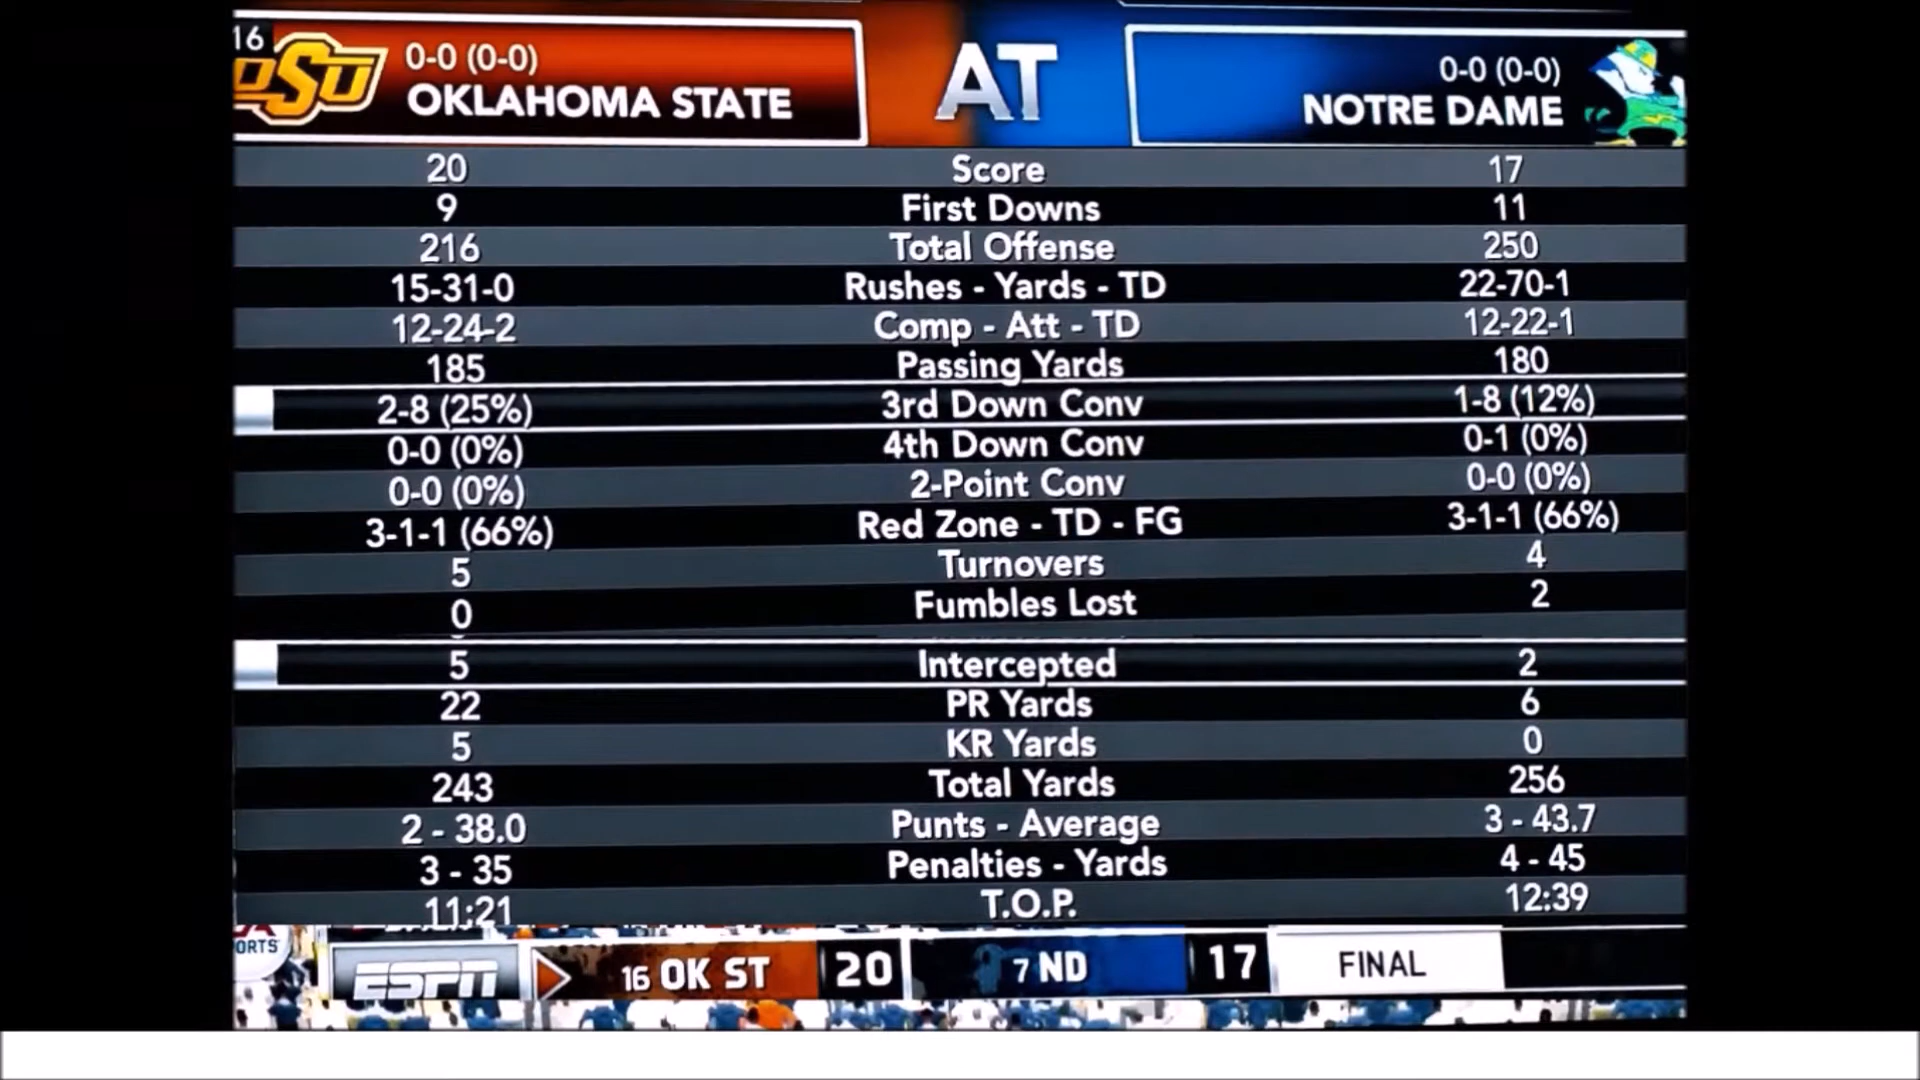 16
OSU
0-0 (0-0)
OKLAHOMA STATE
AT
0-0 (0-0)
NOTRE DAME
20 Score 17
9 First Downs 11
216 Total Offense 250
15-31-0 Rushes - Yards - TD 22-70-1
12-24-2 Comp - Att - TD 12-22-1
185 Passing Yards 180
2-8 (25%) 3rd Down Conv 1-8 (12%)
0-0 (0%) 4th Down Conv 0-1 (0%)
0-0 (0%) 2-Point Conv 0-0 (0%)
3-1-1 (66%) Red Zone - TD - FG 3-1-1 (66%)
5 Turnovers 4
0 Fumbles Lost 2
5 Intercepted 2
22 PR Yards 6
5 KR Yards 0
243 Total Yards 256
2 - 38.0 Punts - Average 3 - 43.7
3 - 35 Penalties - Yards 4 - 45
11:21 T.O.P. 12:39
ORTS
ESPN 16 OK ST 20 7 ND 17 FINAL